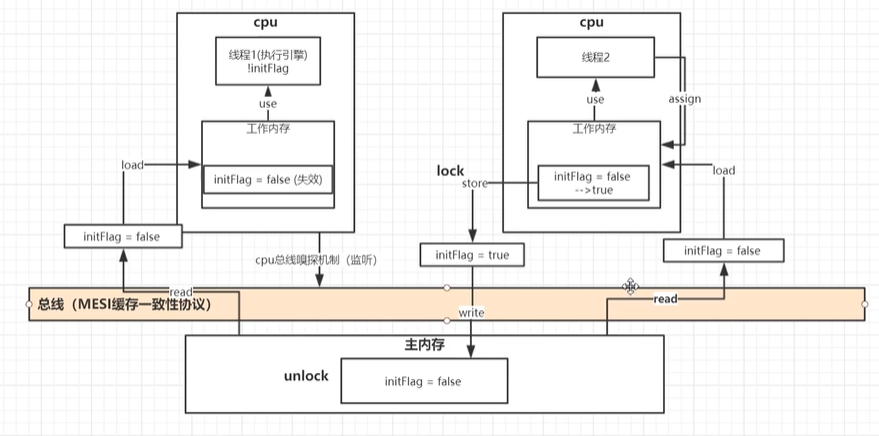 cpu
线程1(执行引擎)
!initFlag
use
工作内存
load
initFlag = false (失效)
initFlag = false
cpu总线嗅探机制（监听）
read
cpu
线程2
use
assign
工作内存
lock
store
initFlag = false
-->true
load
initFlag = true
initFlag = false
总线（MESI缓存一致性协议）
write
read
主内存
unlock
initFlag = false